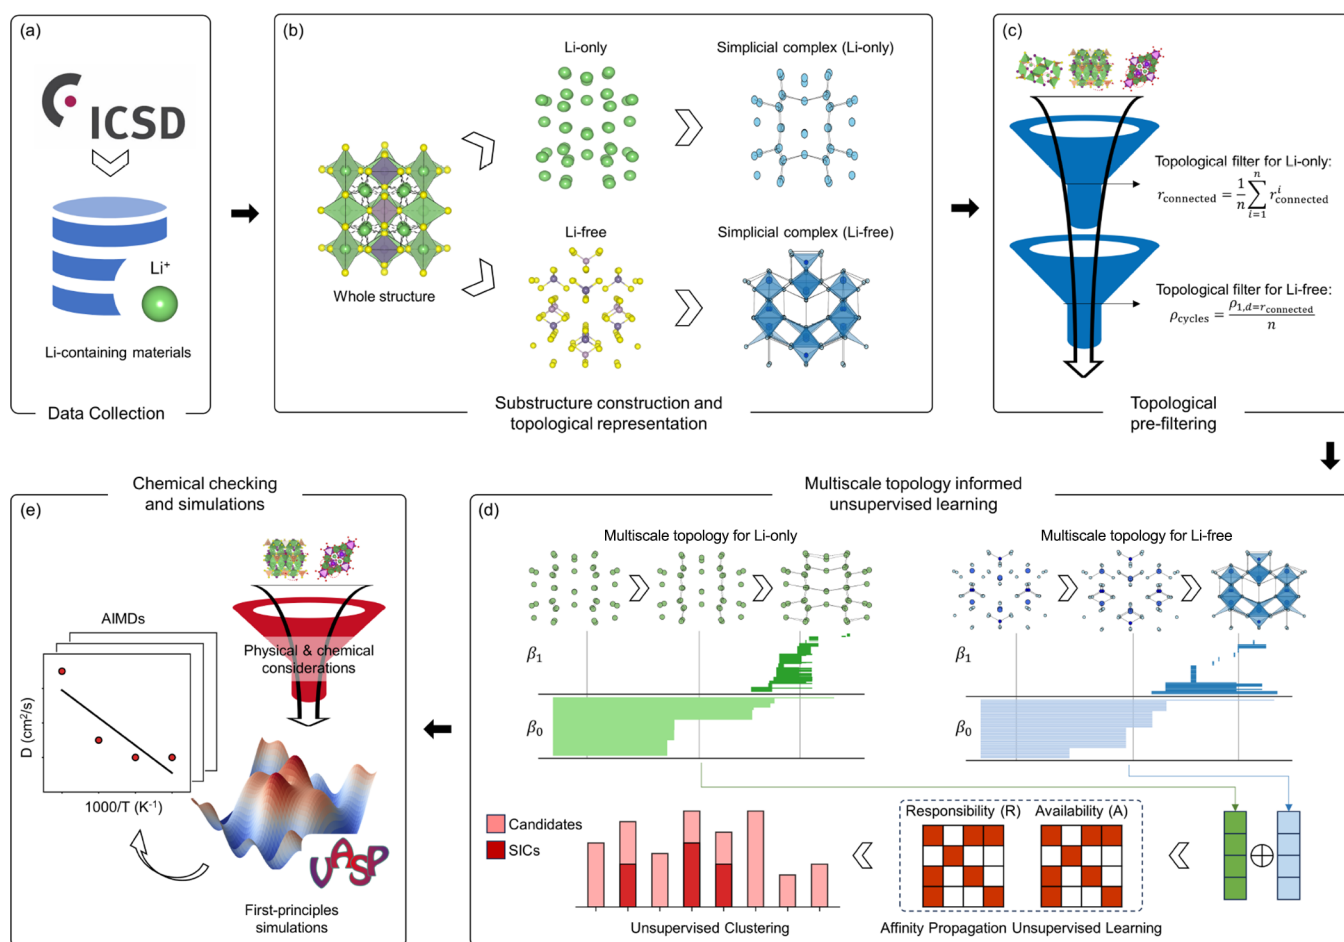 (a)
ICSD
Li⁺
Li-containing materials
Data Collection
(b)
Li-only
Simplicial complex (Li-only)
Whole structure
Li-free
Simplicial complex (Li-free)
Substructure construction and
topological representation
(c)
Topological filter for Li-only:
r_connected = 1/n ∑_{i=1}^{n} r^i_connected
Topological filter for Li-free:
ρ_cycles = ρ_{1,d=r_connected} / n
Topological
pre-filtering
Multiscale topology informed
unsupervised learning
(d)
Multiscale topology for Li-only
β₁
β₀
Multiscale topology for Li-free
β₁
β₀
Candidates
SICs
Unsupervised Clustering
Responsibility (R)
Availability (A)
Affinity Propagation Unsupervised Learning
Chemical checking
and simulations
(e)
AIMDs
D (cm²/s)
1000/T (K⁻¹)
Physical & chemical
considerations
VASP
First-principles
simulations